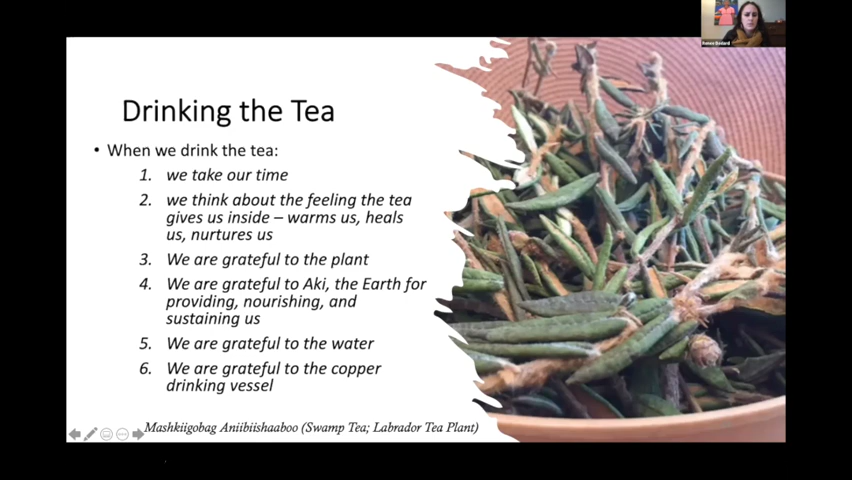 Renee Bedard
Drinking the Tea
• When we drink the tea:
1. we take our time
2. we think about the feeling the tea
gives us inside – warms us, heals
us, nurtures us
3. We are grateful to the plant
4. We are grateful to Aki, the Earth for
providing, nourishing, and
sustaining us
5. We are grateful to the water
6. We are grateful to the copper
drinking vessel
Mashkiigobag Aniibiishaaboo (Swamp Tea; Labrador Tea Plant)